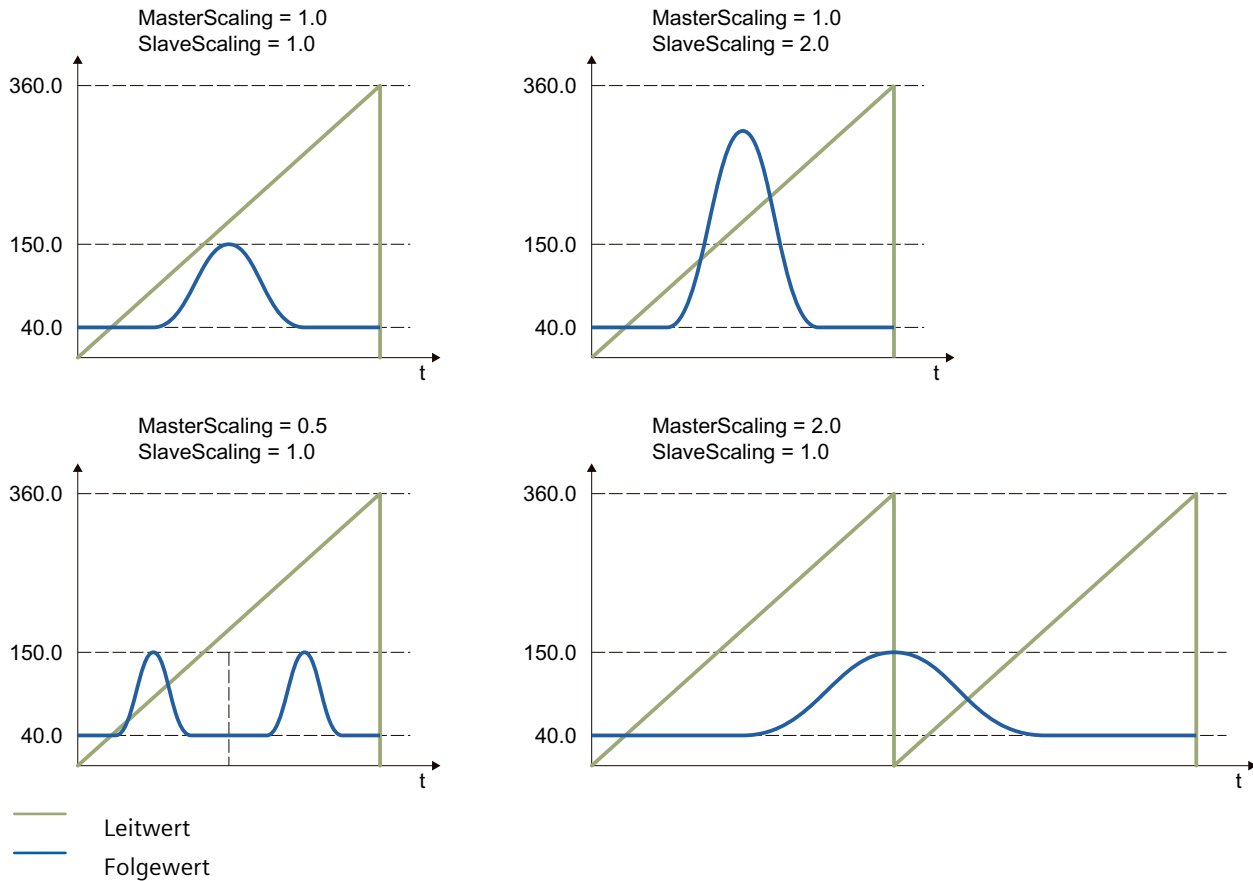 MasterScaling = 1.0
SlaveScaling = 1.0
360.0
150.0
40.0
t
MasterScaling = 1.0
SlaveScaling = 2.0
360.0
150.0
40.0
t
MasterScaling = 0.5
SlaveScaling = 1.0
360.0
150.0
40.0
t
MasterScaling = 2.0
SlaveScaling = 1.0
360.0
150.0
40.0
t
Leitwert
Folgewert